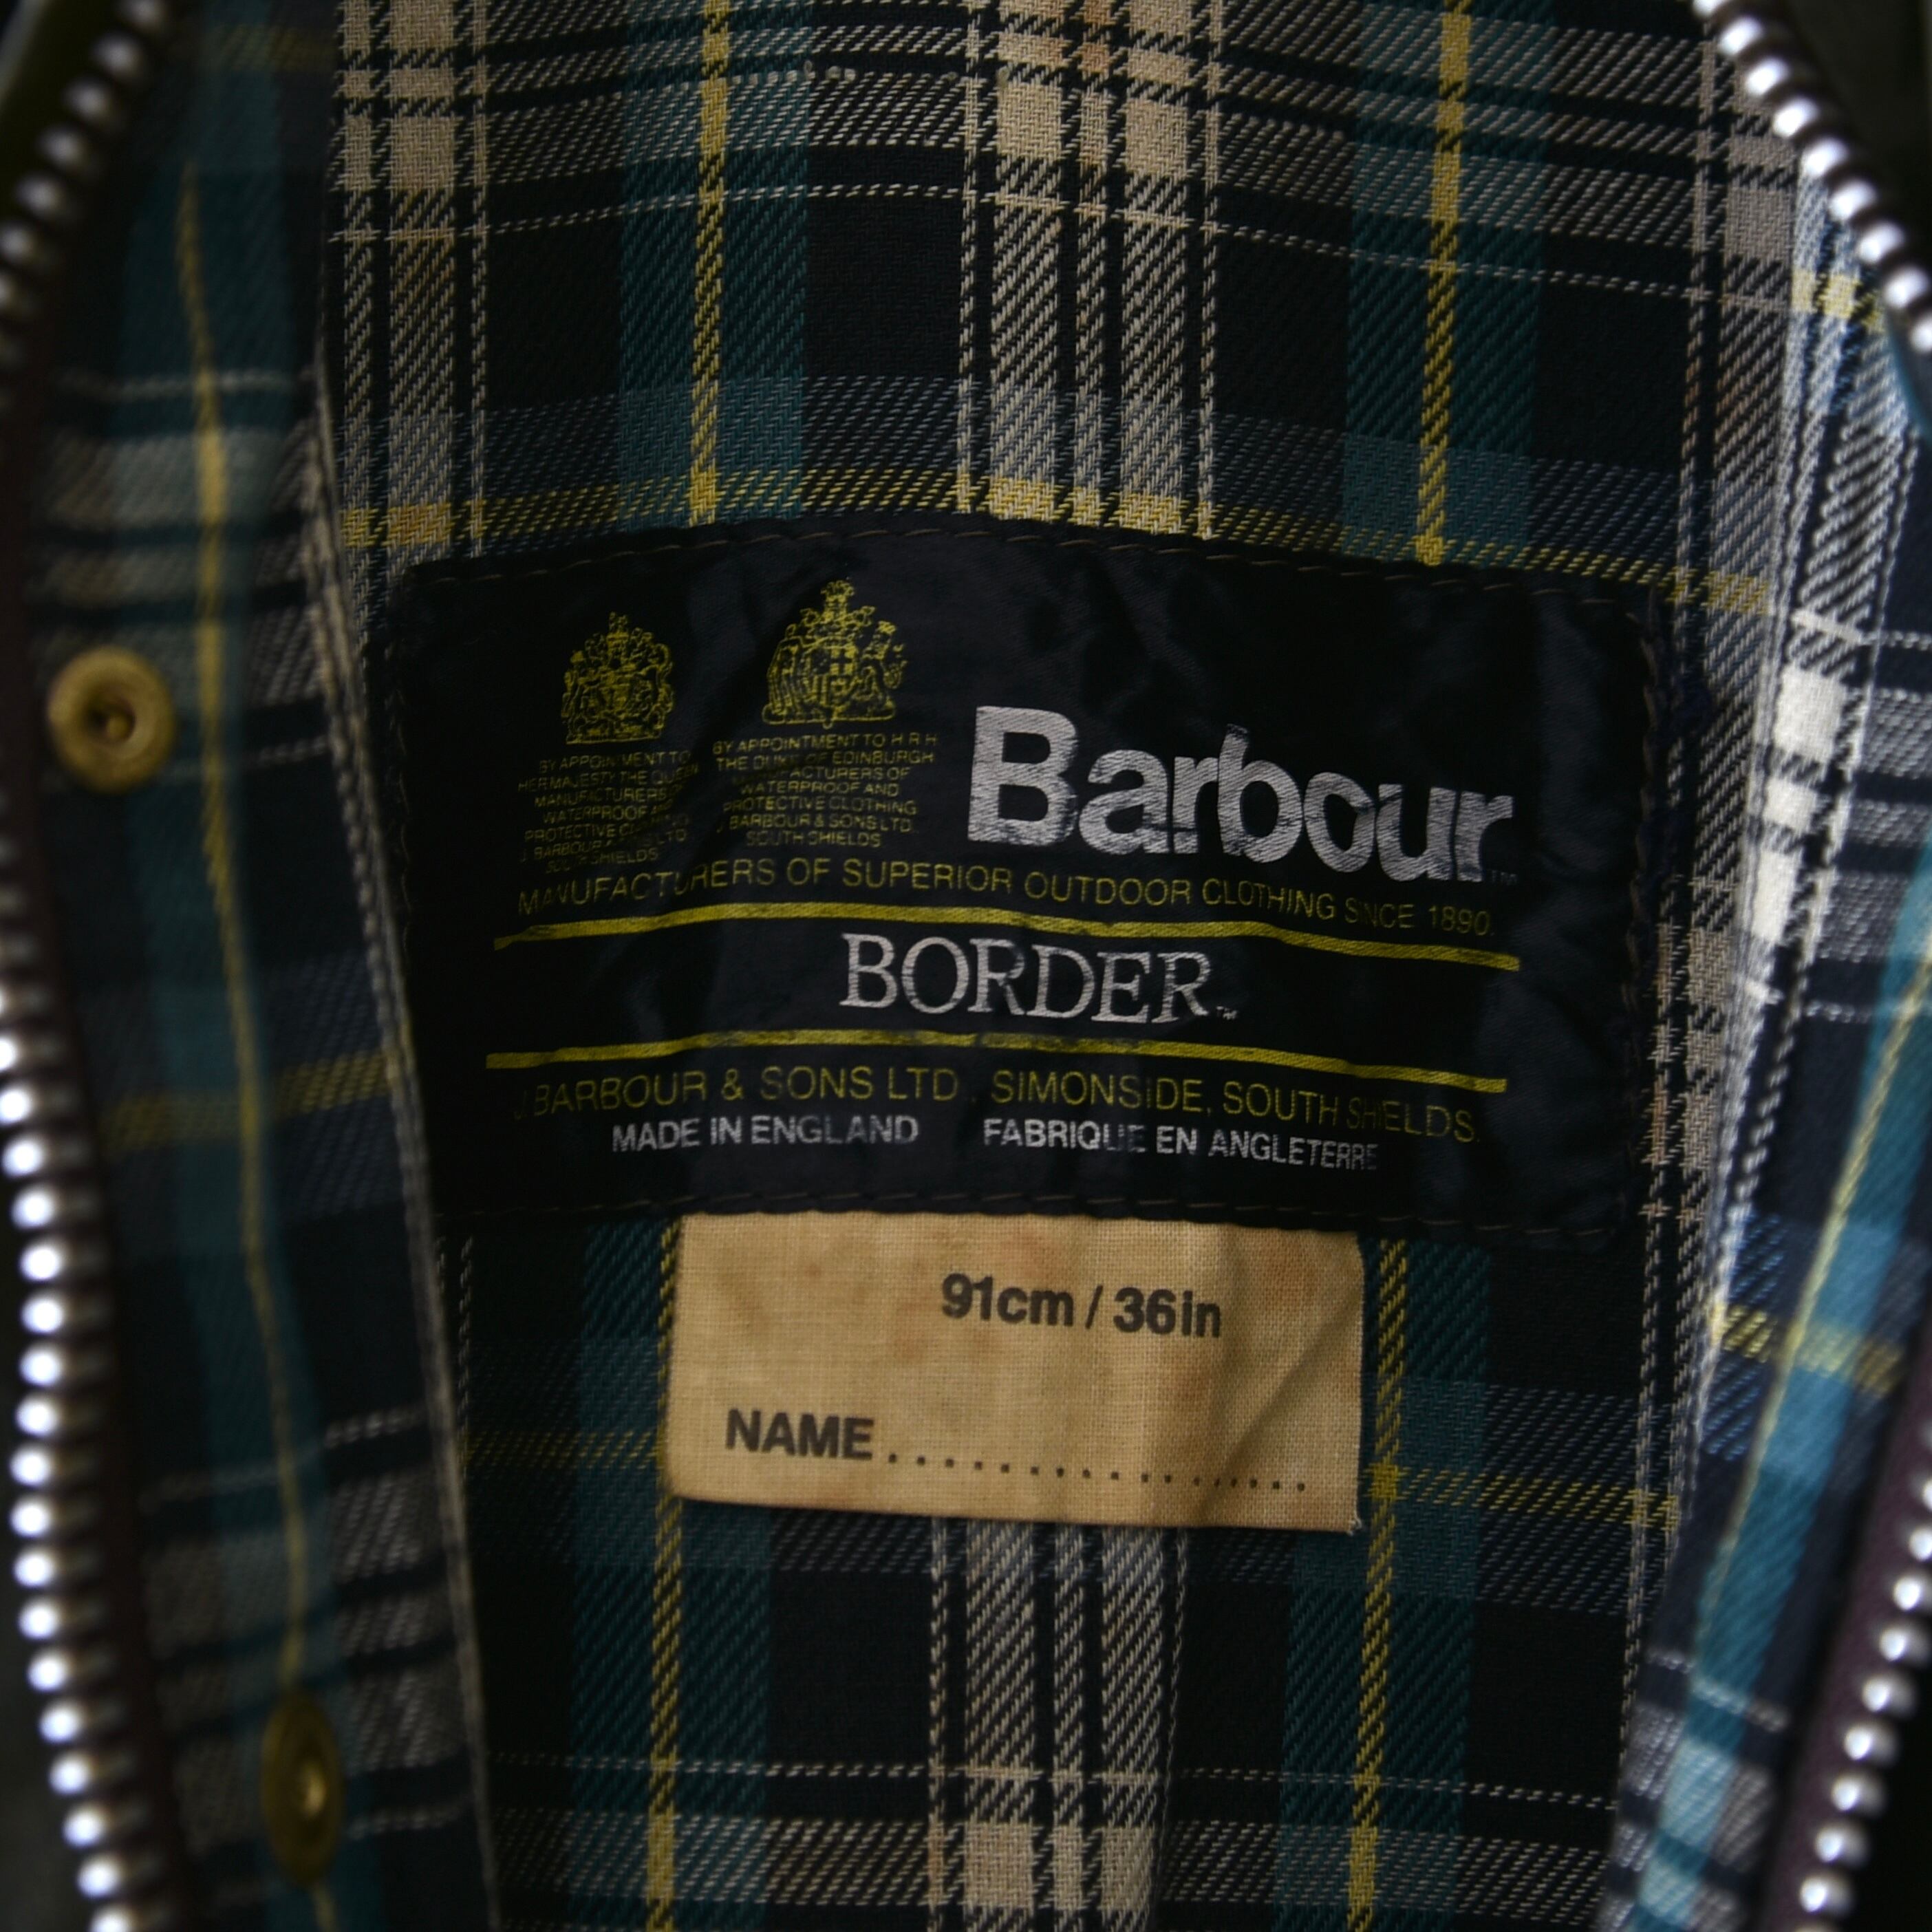 BY APPOINTMENT TO
HER MAJESTY THE QUEEN
MANUFACTURERS OF
WATERPROOF AND
PROTECTIVE CLOTHING
J. BARBOUR & SONS LTD
SOUTH SHIELDS
BY APPOINTMENT TO H R H
THE DUKE OF EDINBURGH
MANUFACTURERS OF
WATERPROOF AND
PROTECTIVE CLOTHING
J. BARBOUR & SONS LTD.
SOUTH SHIELDS
Barbour™
MANUFACTURERS OF SUPERIOR OUTDOOR CLOTHING SINCE 1890.
BORDER™
J. BARBOUR & SONS LTD., SIMONSIDE, SOUTH SHIELDS.
MADE IN ENGLAND FABRIQUE EN ANGLETERRE
91cm / 36in
NAME....................